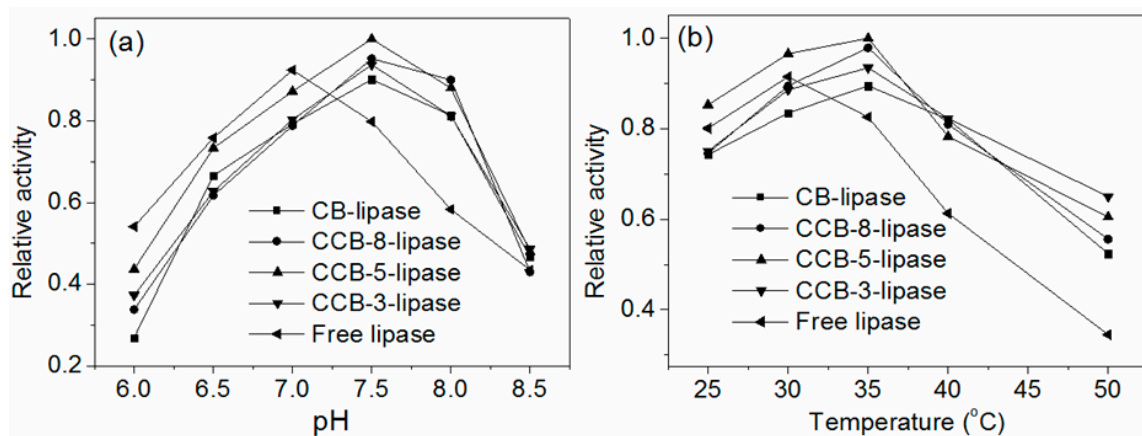 (a)
1.0
0.8
0.6
0.4
0.2
Relative activity
CB-lipase
CCB-8-lipase
CCB-5-lipase
CCB-3-lipase
Free lipase
6.0 6.5 7.0 7.5 8.0 8.5
pH
(b)
1.0
0.8
0.6
0.4
Relative activity
CB-lipase
CCB-8-lipase
CCB-5-lipase
CCB-3-lipase
Free lipase
25 30 35 40 45 50
Temperature (°C)